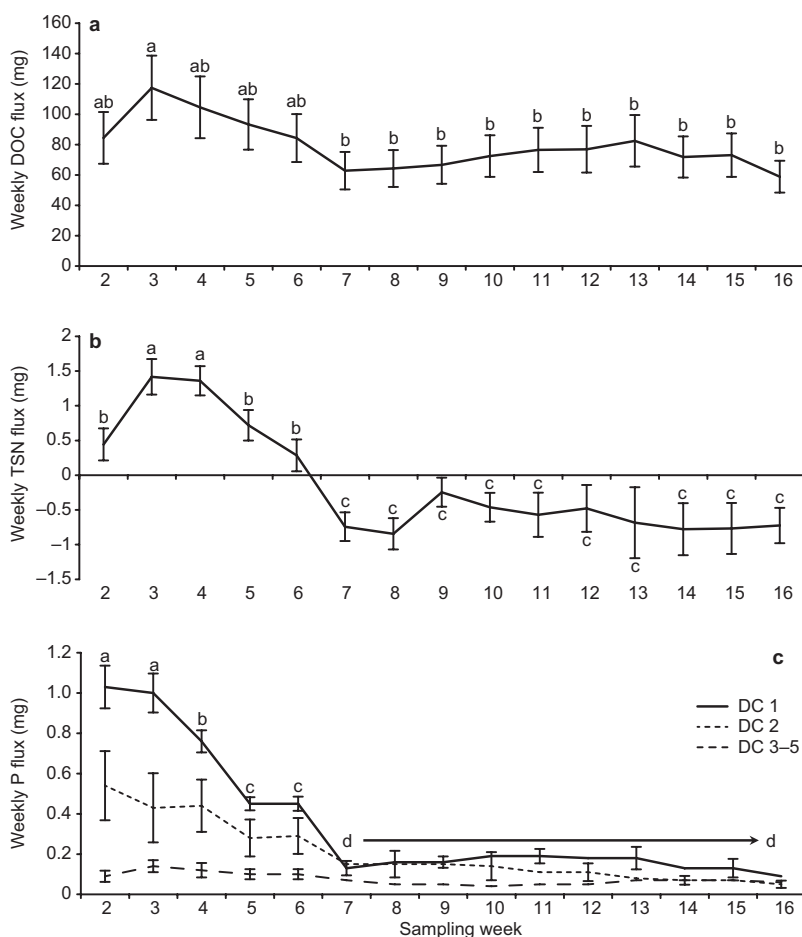 a
Weekly DOC flux (mg)
160
140
120
100
80
60
40
20
0
ab a ab ab ab b b b b b b b b b b
2 3 4 5 6 7 8 9 10 11 12 13 14 15 16
b
Weekly TSN flux (mg)
2
1.5
1
0.5
0
–0.5
–1
–1.5
b a a b b c c c c c c c c c c
2 3 4 5 6 7 8 9 10 11 12 13 14 15 16
c
Weekly P flux (mg)
1.2
1.0
0.8
0.6
0.4
0.2
0
a a b c c d d
DC 1
DC 2
DC 3–5
2 3 4 5 6 7 8 9 10 11 12 13 14 15 16
Sampling week